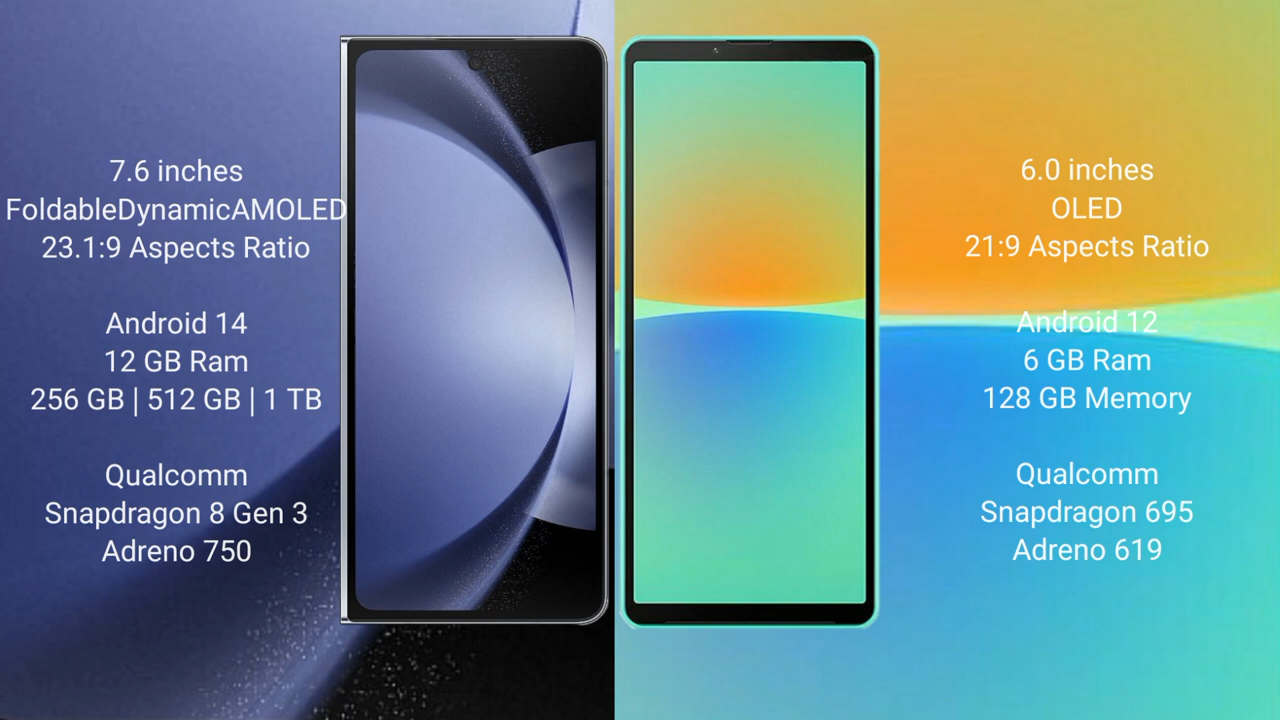 7.6 inches
FoldableDynamicAMOLED
23.1:9 Aspects Ratio
Android 14
12 GB Ram
256 GB | 512 GB | 1 TB
Qualcomm
Snapdragon 8 Gen 3
Adreno 750
6.0 inches
OLED
21:9 Aspects Ratio
Android 12
6 GB Ram
128 GB Memory
Qualcomm
Snapdragon 695
Adreno 619